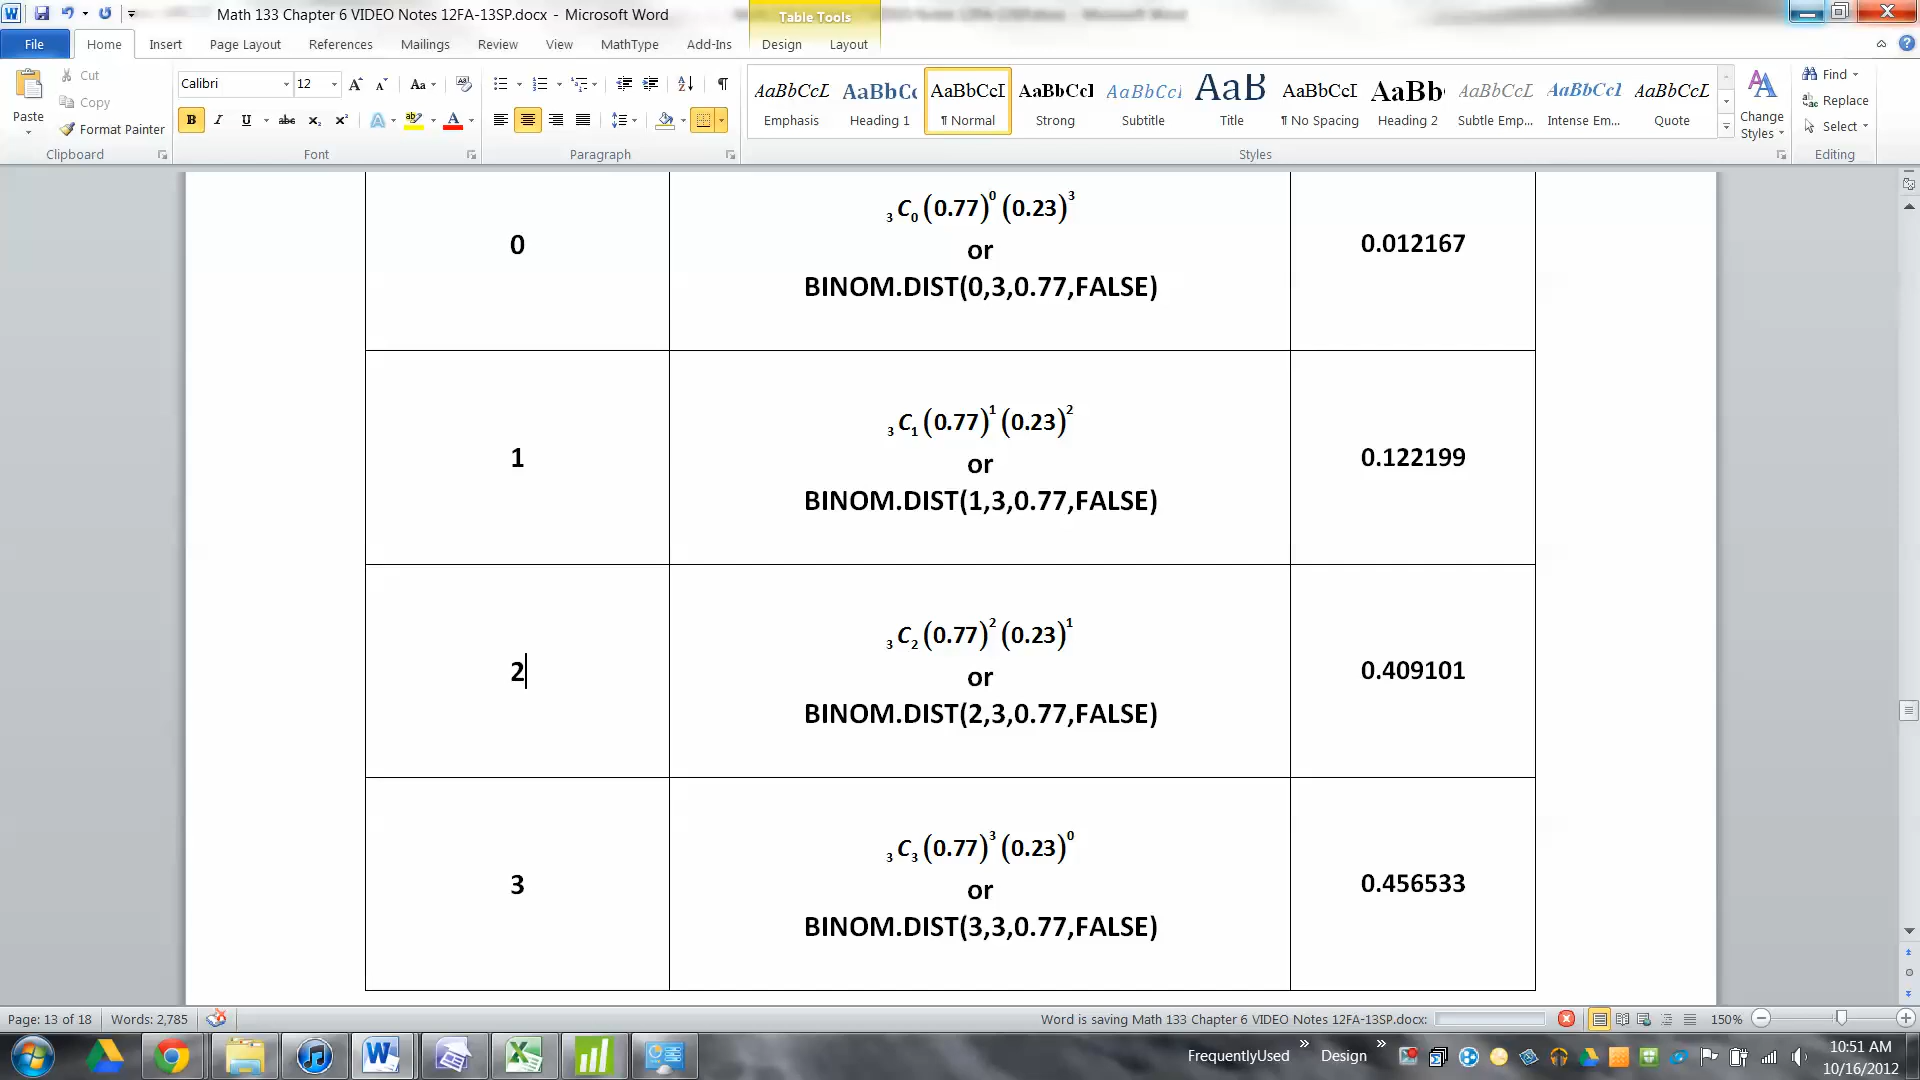 Math 133 Chapter 6 VIDEO Notes 12FA-13SP.docx - Microsoft Word
Table Tools
File Home Insert Page Layout References Mailings Review View MathType Add-Ins Design Layout
Paste
Cut
Copy
Format Painter
Clipboard
Calibri 12
B I U abc x₂ x² A ab A
Font
Paragraph
AaBbCcL AaBbCc AaBbCcI AaBbCcI AaBbCcI AaB AaBbCcI AaBb AaBbCcL AaBbCcI AaBbCcL
Emphasis Heading 1 ¶ Normal Strong Subtitle Title ¶ No Spacing Heading 2 Subtle Emp... Intense Em... Quote
Styles
Change
Styles
Find
Replace
Select
Editing
0
₃C₀(0.77)⁰(0.23)³
or
BINOM.DIST(0,3,0.77,FALSE)
0.012167
1
₃C₁(0.77)¹(0.23)²
or
BINOM.DIST(1,3,0.77,FALSE)
0.122199
2
₃C₂(0.77)²(0.23)¹
or
BINOM.DIST(2,3,0.77,FALSE)
0.409101
3
₃C₃(0.77)³(0.23)⁰
or
BINOM.DIST(3,3,0.77,FALSE)
0.456533
Page: 13 of 18 Words: 2,785 Word is saving Math 133 Chapter 6 VIDEO Notes 12FA-13SP.docx: 150%
FrequentlyUsed » Design »
10:51 AM
10/16/2012